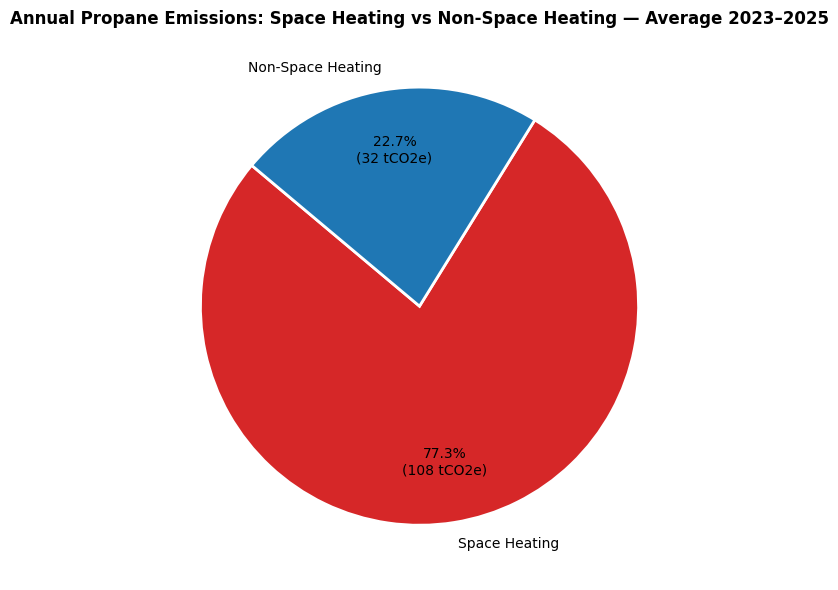 Annual Propane Emissions: Space Heating vs Non-Space Heating — Average 2023–2025
Non-Space Heating
22.7%
(32 tCO2e)
77.3%
(108 tCO2e)
Space Heating